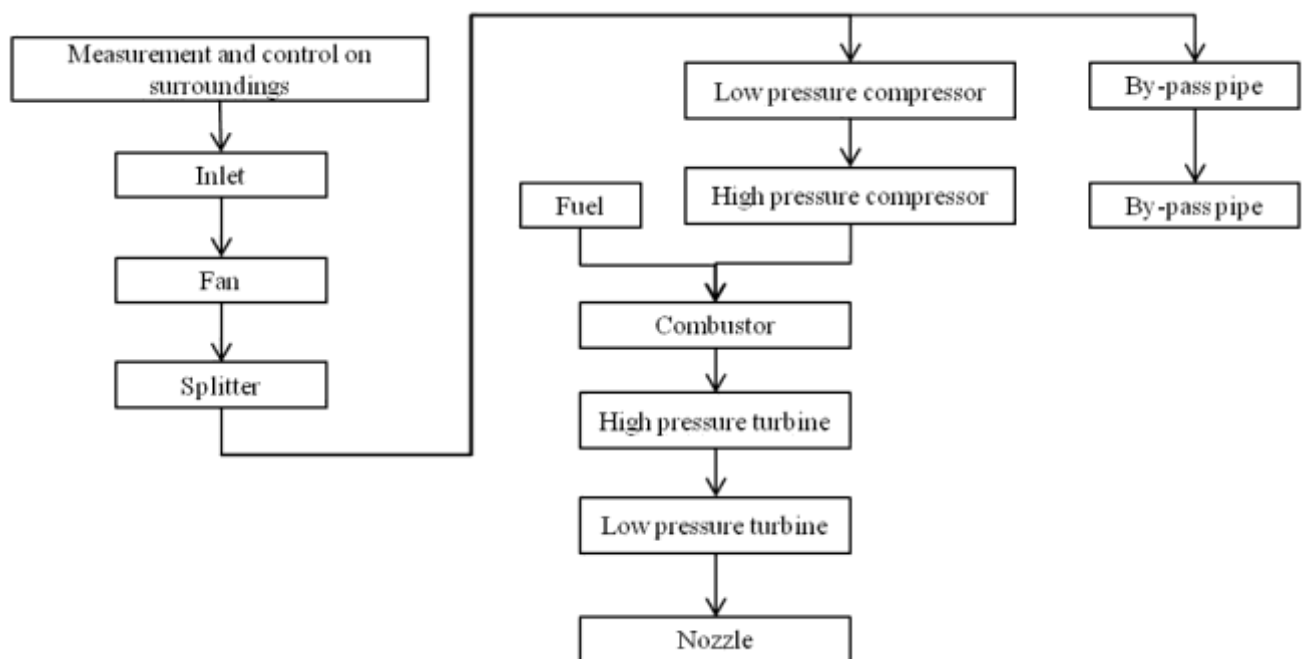 Measurement and control on
surroundings
Inlet
Fan
Splitter
Low pressure compressor
High pressure compressor
By-pass pipe
By-pass pipe
Fuel
Combustor
High pressure turbine
Low pressure turbine
Nozzle